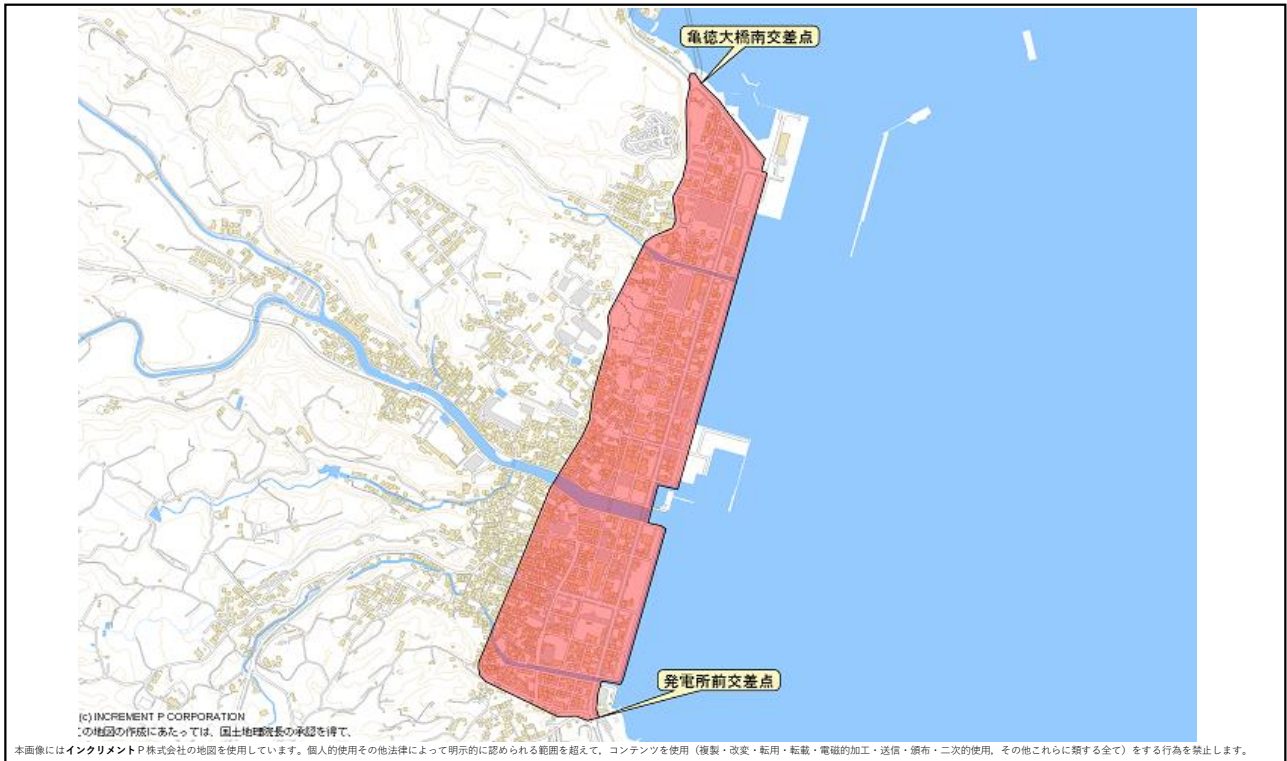 亀徳大橋南交差点
発電所前交差点
(c) INCREMENT P CORPORATION
この地図の作成にあたっては、国土地理院長の承認を得て、
本画像にはインクリメントP株式会社の地図を使用しています。個人的使用その他法律によって明示的に認められる範囲を超えて，コンテンツを使用（複製・改変・転用・転載・電磁的加工・送信・頒布・二次的使用，その他これらに類する全て）をする行為を禁止します。